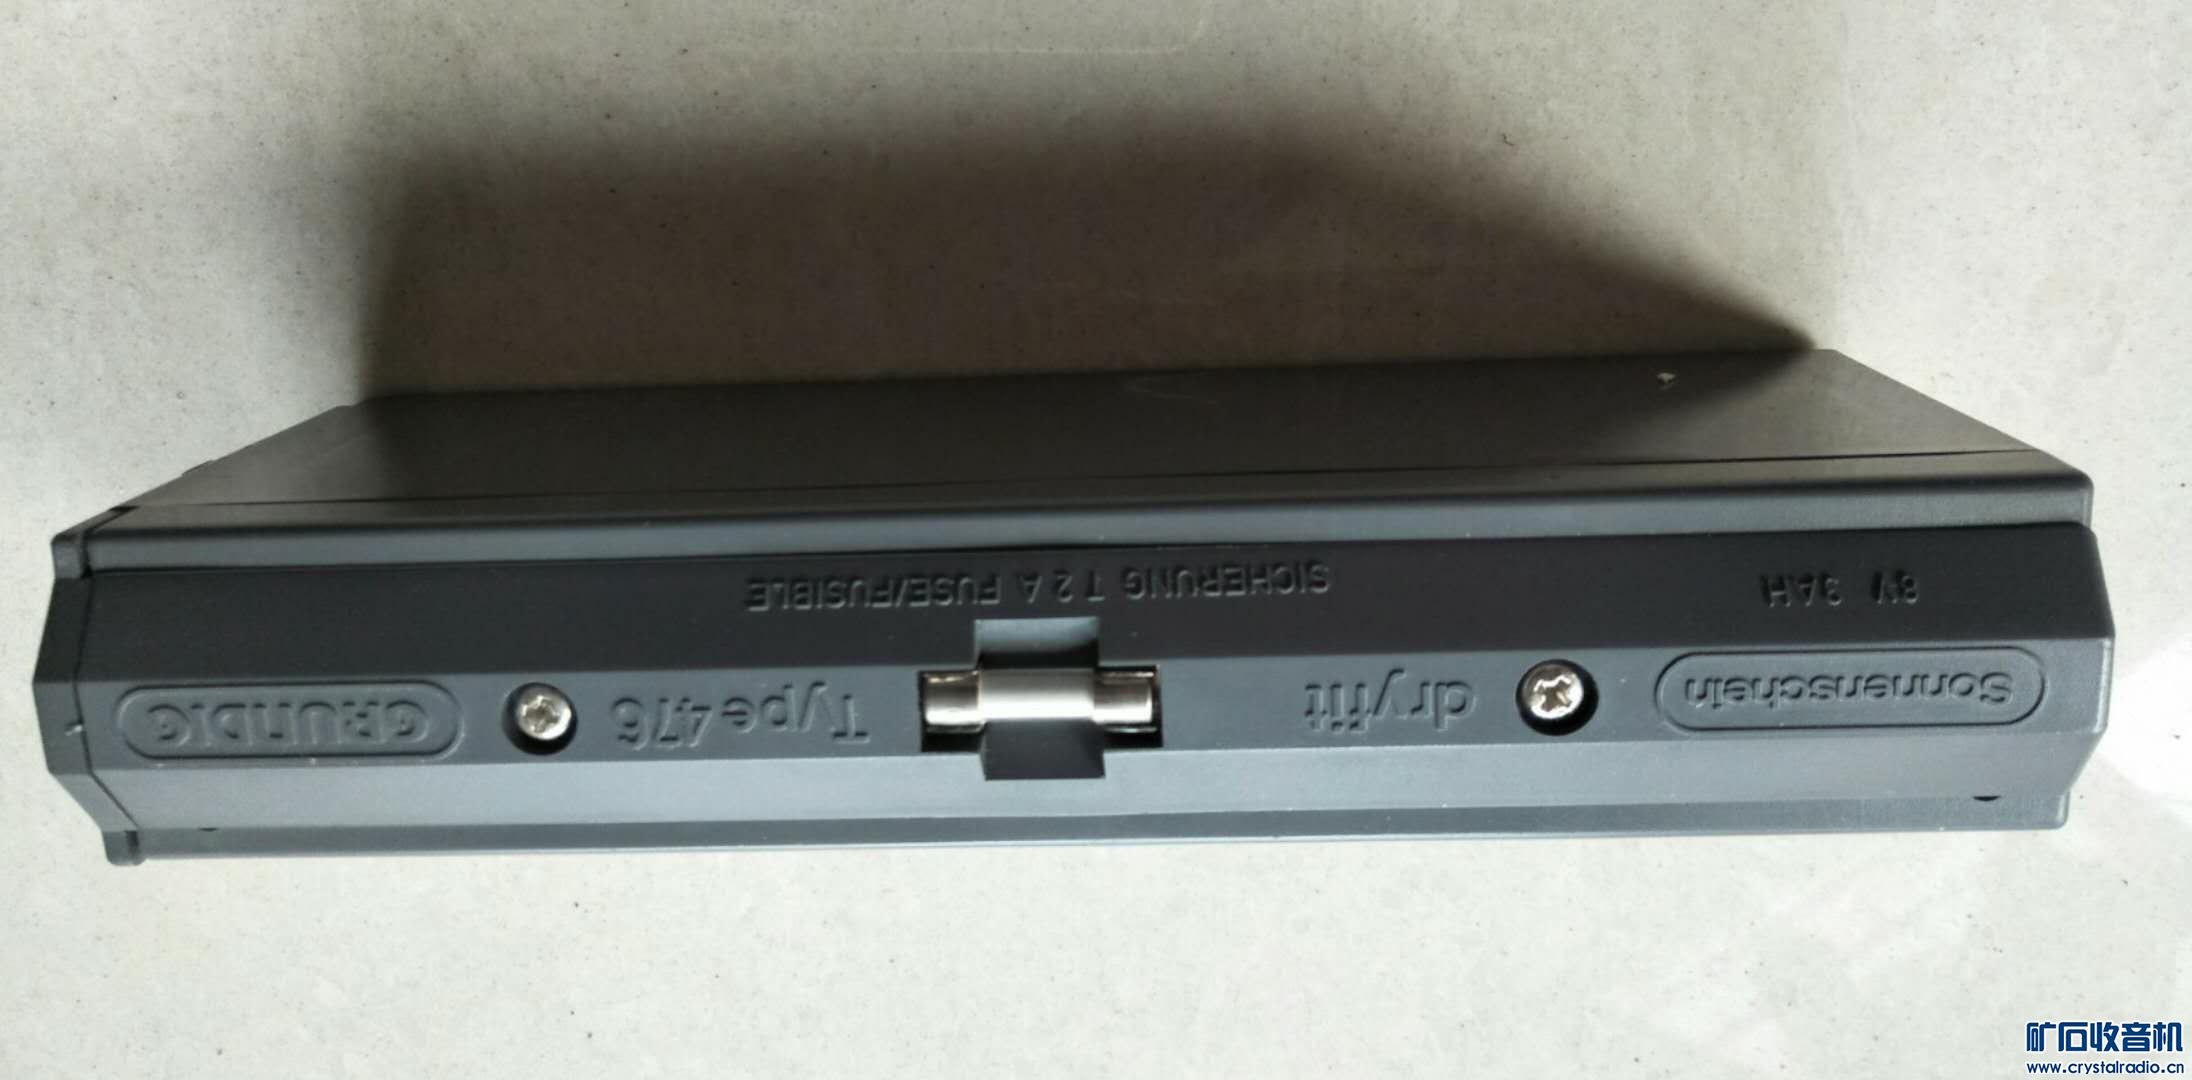 Sonnenschein dryfit Type 476 GRUNDIG
8V 3AH SICHERUNG T 2 A FUSE/FUSIBLE
矿石收音机
www.crystalradio.cn